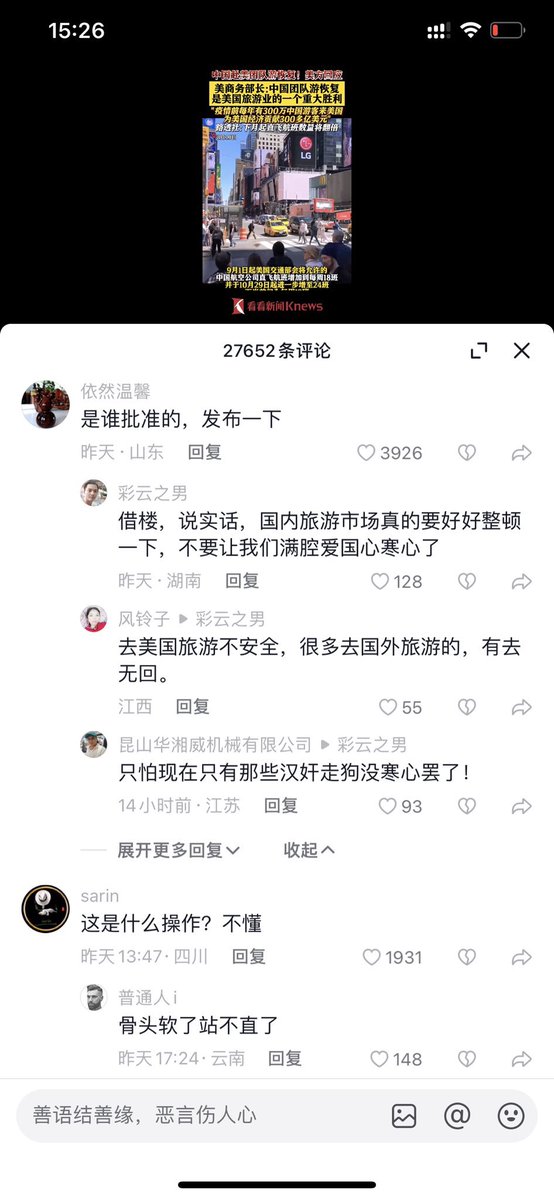 15:26
中国赴美团队游恢复！美方回应
美商务部长:中国团队游恢复
是美国旅游业的一个重大胜利
"疫情前每年有300万中国游客来美国
为美国经济贡献300多亿美元"
路透社:下月起直飞航班数量将翻倍
LG
9月1日起美国交通部会将允许的
中国航空公司直飞航班增加到每周18班
并于10月29日起进一步增至24班
看看新闻Knews
27652条评论
依然温馨
是谁批准的，发布一下
昨天·山东 回复 3926
彩云之男
借楼，说实话，国内旅游市场真的要好好整顿
一下，不要让我们满腔爱国心寒心了
昨天·湖南 回复 128
风铃子 ▶ 彩云之男
去美国旅游不安全，很多去国外旅游的，有去
无回。
江西 回复 55
昆山华湘威机械有限公司 ▶ 彩云之男
只怕现在只有那些汉奸走狗没寒心罢了！
14小时前·江苏 回复 93
展开更多回复 收起
sarin
这是什么操作？不懂
昨天13:47·四川 回复 1931
普通人i
骨头软了站不直了
昨天17:24·云南 回复 148
善语结善缘，恶言伤人心